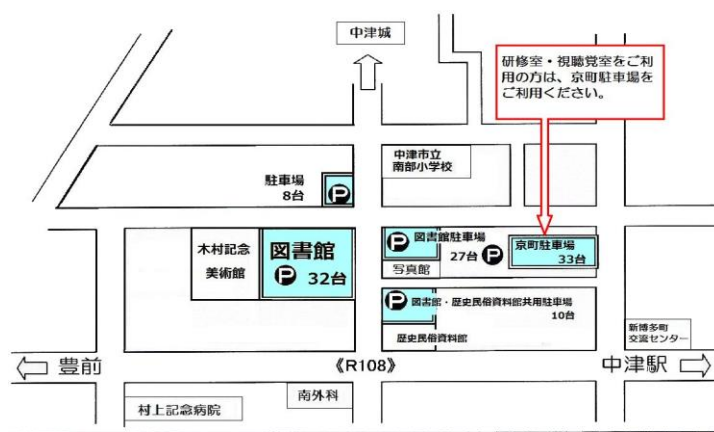 中津城
研修室・視聴覚室をご利
用の方は、京町駐車場を
ご利用ください。
中津市立
南部小学校
駐車場
8台
P
木村記念
美術館
図書館
P 32台
P 図書館駐車場
27台 P
写真館
京町駐車場
33台
P 図書館・歴史民俗資料館共用駐車場
10台
歴史民俗資料館
新博多町
交流センター
豊前
《R108》
中津駅
南外科
村上記念病院